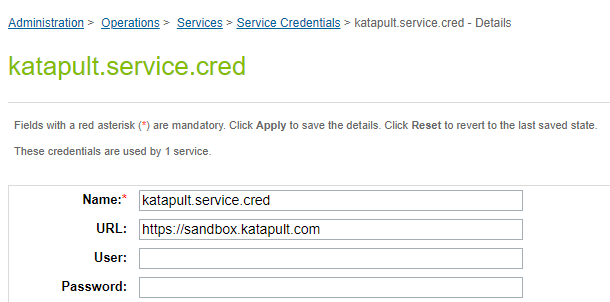 Administration > Operations > Services > Service Credentials > katapult.service.cred - Details
katapult.service.cred
Fields with a red asterisk (*) are mandatory. Click Apply to save the details. Click Reset to revert to the last saved state.
These credentials are used by 1 service.
Name:* katapult.service.cred
URL: https://sandbox.katapult.com
User:
Password: